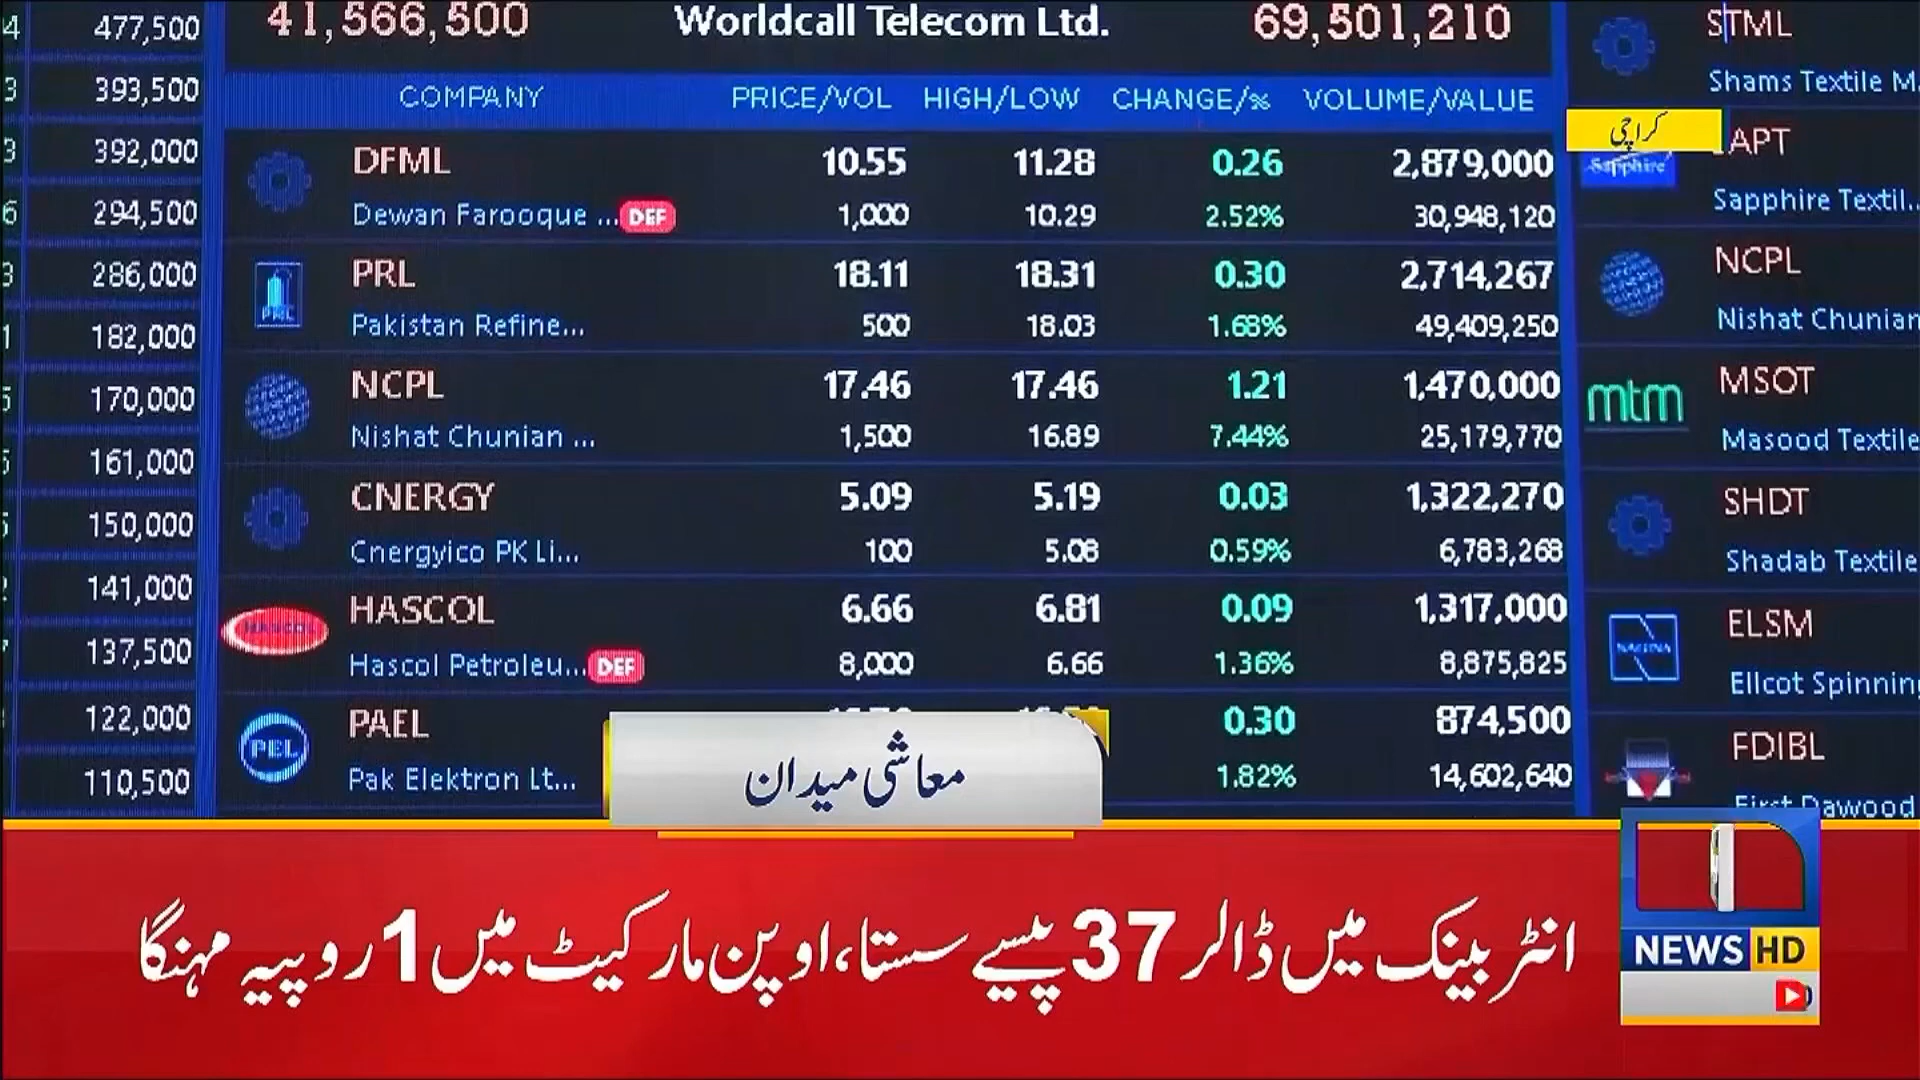 477,500
393,500
392,000
294,500
286,000
182,000
170,000
161,000
150,000
141,000
137,500
122,000
110,500
41,566,500 Worldcall Telecom Ltd. 69,501,210
COMPANY PRICE/VOL HIGH/LOW CHANGE/% VOLUME/VALUE
DFML 10.55 11.28 0.26 2,879,000
Dewan Farooque ... DEF 1,000 10.29 2.52% 30,948,120
PRL 18.11 18.31 0.30 2,714,267
Pakistan Refine... 500 18.03 1.68% 49,409,250
NCPL 17.46 17.46 1.21 1,470,000
Nishat Chunian ... 1,500 16.89 7.44% 25,179,770
CNERGY 5.09 5.19 0.03 1,322,270
Cnergyico PK Li... 100 5.08 0.59% 6,783,268
HASCOL 6.66 6.81 0.09 1,317,000
Hascol Petroleu... DEF 8,000 6.66 1.36% 8,875,825
PAEL 0.30 874,500
Pak Elektron Lt... 1.82% 14,602,640
PEL
STML
Shams Textile M.
کراچی
APT
Sapphire
Sapphire Textil..
NCPL
Nishat Chunian
mtm
MSOT
Masood Textile
SHDT
Shadab Textile
ELSM
Ellcot Spinning
FDIBL
First Dawood
معاشی میدان
انٹر بینک میں ڈالر 37 پیسے سستا، اوپن مارکیٹ میں 1 روپیہ مہنگا
NEWS HD